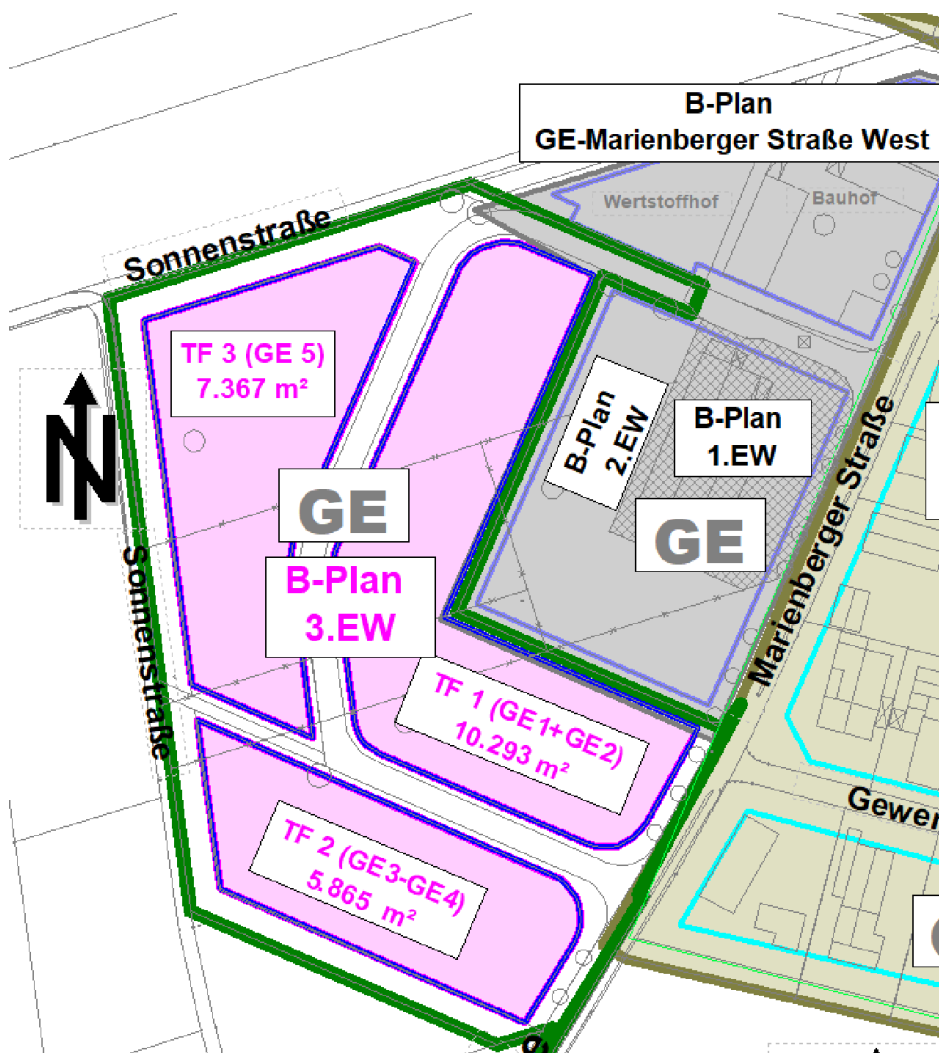 B-Plan
GE-Marienberger Straße West
Wertstoffhof
Bauhof
Sonnenstraße
TF 3 (GE 5)
7.367 m²
B-Plan
2.EW
B-Plan
1.EW
N
GE
GE
B-Plan
3.EW
Marienberger Straße
Sonnenstraße
TF 1 (GE1+GE2)
10.293 m²
Gewer
TF 2 (GE3-GE4)
5.865 m²